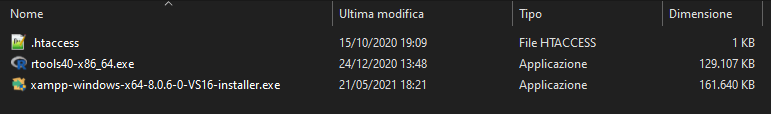 Nome Ultima modifica Tipo Dimensione
.htaccess 15/10/2020 19:09 File HTACCESS 1 KB
rtools40-x86_64.exe 24/12/2020 13:48 Applicazione 129.107 KB
xampp-windows-x64-8.0.6-0-VS16-installer.exe 21/05/2021 18:21 Applicazione 161.640 KB